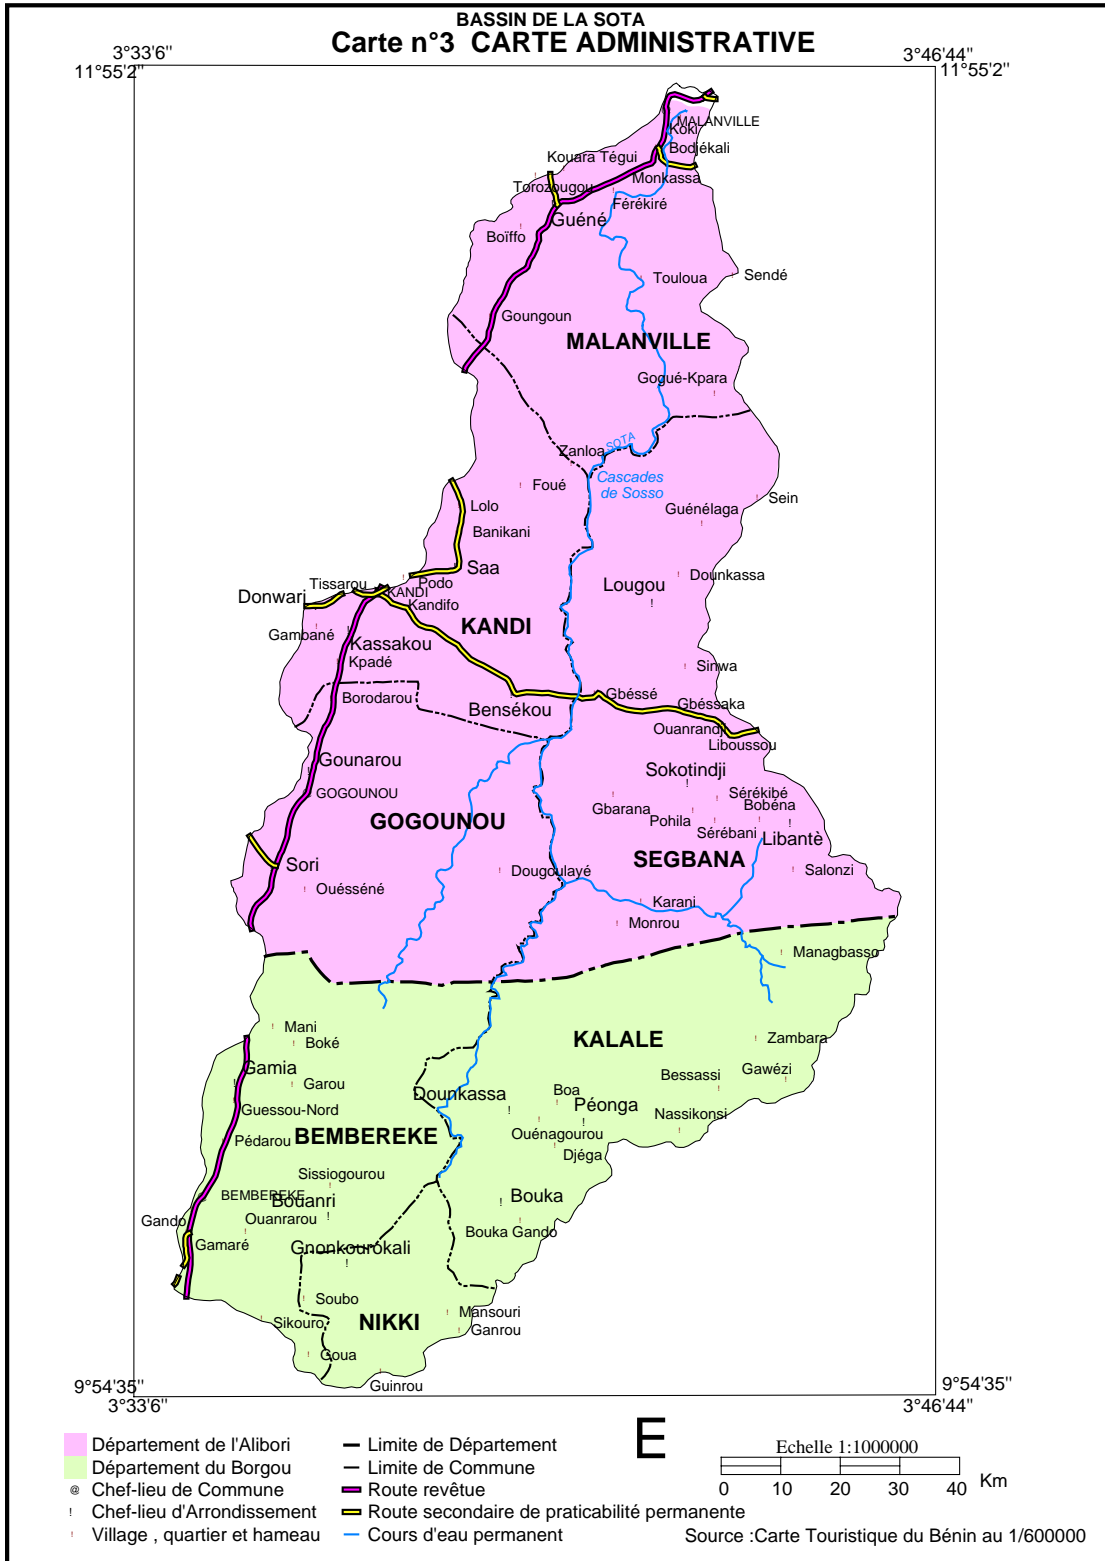 BASSIN DE LA SOTA
Carte n°3 CARTE ADMINISTRATIVE
3°33'6"
3°46'44"
11°55'2"
11°55'2"
MALANVILLE
Koki
Bodjékali
Kouara Tégui
Monkassa
Torozougou
Férékiré
Guéné
Boïffo
Touloua
Sendé
Goungoun
MALANVILLE
Gogué-Kpara
SOTA
Zanloa
Cascades
de Sosso
Foué
Sein
Lolo
Guénélaga
Banikani
Saa
Dounkassa
Tissarou
Podo
Lougou
Donwari
KANDI
Kandifo
Gambané
KANDI
Kassakou
Kpadé
Sinwa
Borodarou
Gbéssé
Bensékou
Gbéssaka
Ouanrandji
Liboussou
Gounarou
Sokotindji
GOGOUNOU
Sérékibé
Gbarana
Bobéna
Pohila
GOGOUNOU
Sérébani
Libantè
SEGBANA
Sori
Dougoulayé
Salonzi
Ouésséné
Karani
Monrou
Managbasso
Mani
KALALE
Zambara
Boké
Gamia
Bessassi
Gawézi
Garou
Dounkassa
Boa
Péonga
Guessou-Nord
Nassikonsi
Ouénagourou
Pédarou
BEMBEREKE
Djéga
Sissiogourou
BEMBEREKE
Bouanri
Bouka
Gando
Ouanrarou
Bouka Gando
Gamaré
Gnonkourokali
Soubo
Mansouri
Sikouro
NIKKI
Ganrou
Goua
Guinrou
9°54'35"
9°54'35"
3°33'6"
3°46'44"
Département de l'Alibori
Département du Borgou
@ Chef-lieu de Commune
! Chef-lieu d'Arrondissement
! Village , quartier et hameau
Limite de Département
Limite de Commune
Route revêtue
Route secondaire de praticabilité permanente
Cours d'eau permanent
E
Echelle 1:1000000
0 10 20 30 40 Km
Source :Carte Touristique du Bénin au 1/600000